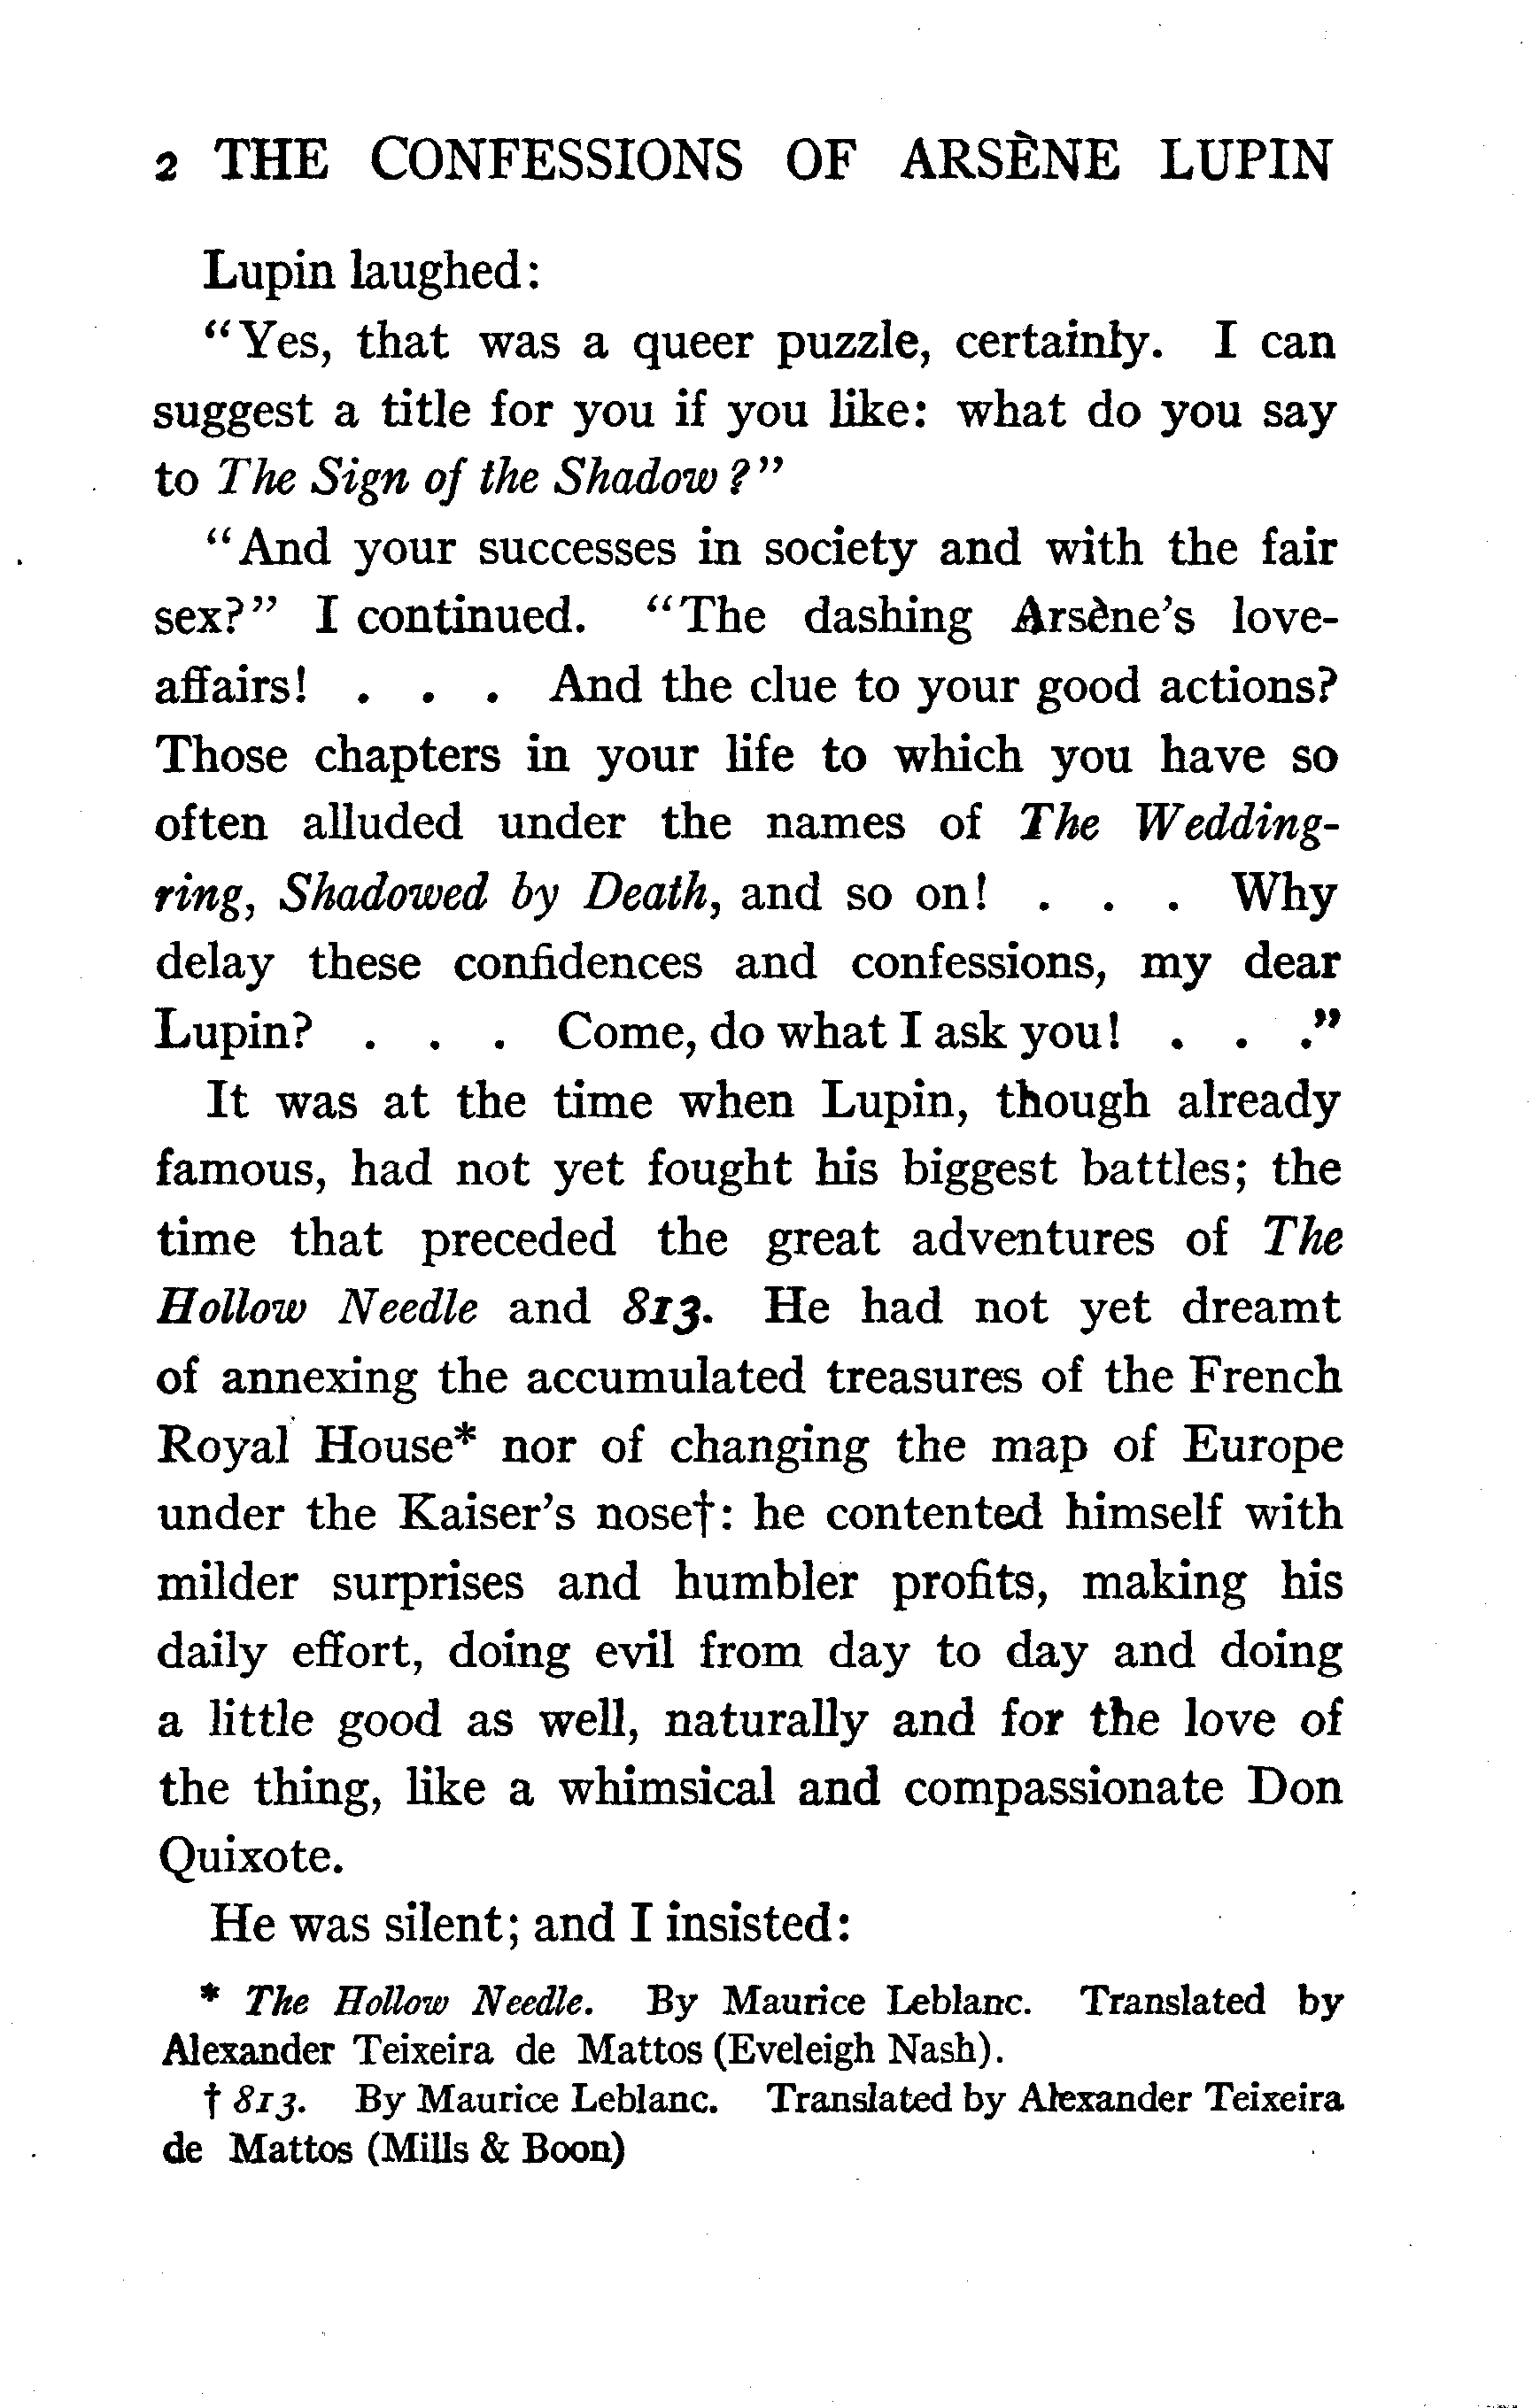 2 THE CONFESSIONS OF ARSÈNE LUPIN
Lupin laughed:
"Yes, that was a queer puzzle, certainly. I can
suggest a title for you if you like: what do you say
to The Sign of the Shadow?"
"And your successes in society and with the fair
sex?" I continued. "The dashing Arsène's love-
affairs! . . . And the clue to your good actions?
Those chapters in your life to which you have so
often alluded under the names of The Wedding-
ring, Shadowed by Death, and so on! . . . Why
delay these confidences and confessions, my dear
Lupin? . . . Come, do what I ask you! . . ."
It was at the time when Lupin, though already
famous, had not yet fought his biggest battles; the
time that preceded the great adventures of The
Hollow Needle and 813. He had not yet dreamt
of annexing the accumulated treasures of the French
Royal House* nor of changing the map of Europe
under the Kaiser's nose†: he contented himself with
milder surprises and humbler profits, making his
daily effort, doing evil from day to day and doing
a little good as well, naturally and for the love of
the thing, like a whimsical and compassionate Don
Quixote.
He was silent; and I insisted:
* The Hollow Needle. By Maurice Leblanc. Translated by
Alexander Teixeira de Mattos (Eveleigh Nash).
† 813. By Maurice Leblanc. Translated by Alexander Teixeira
de Mattos (Mills & Boon)